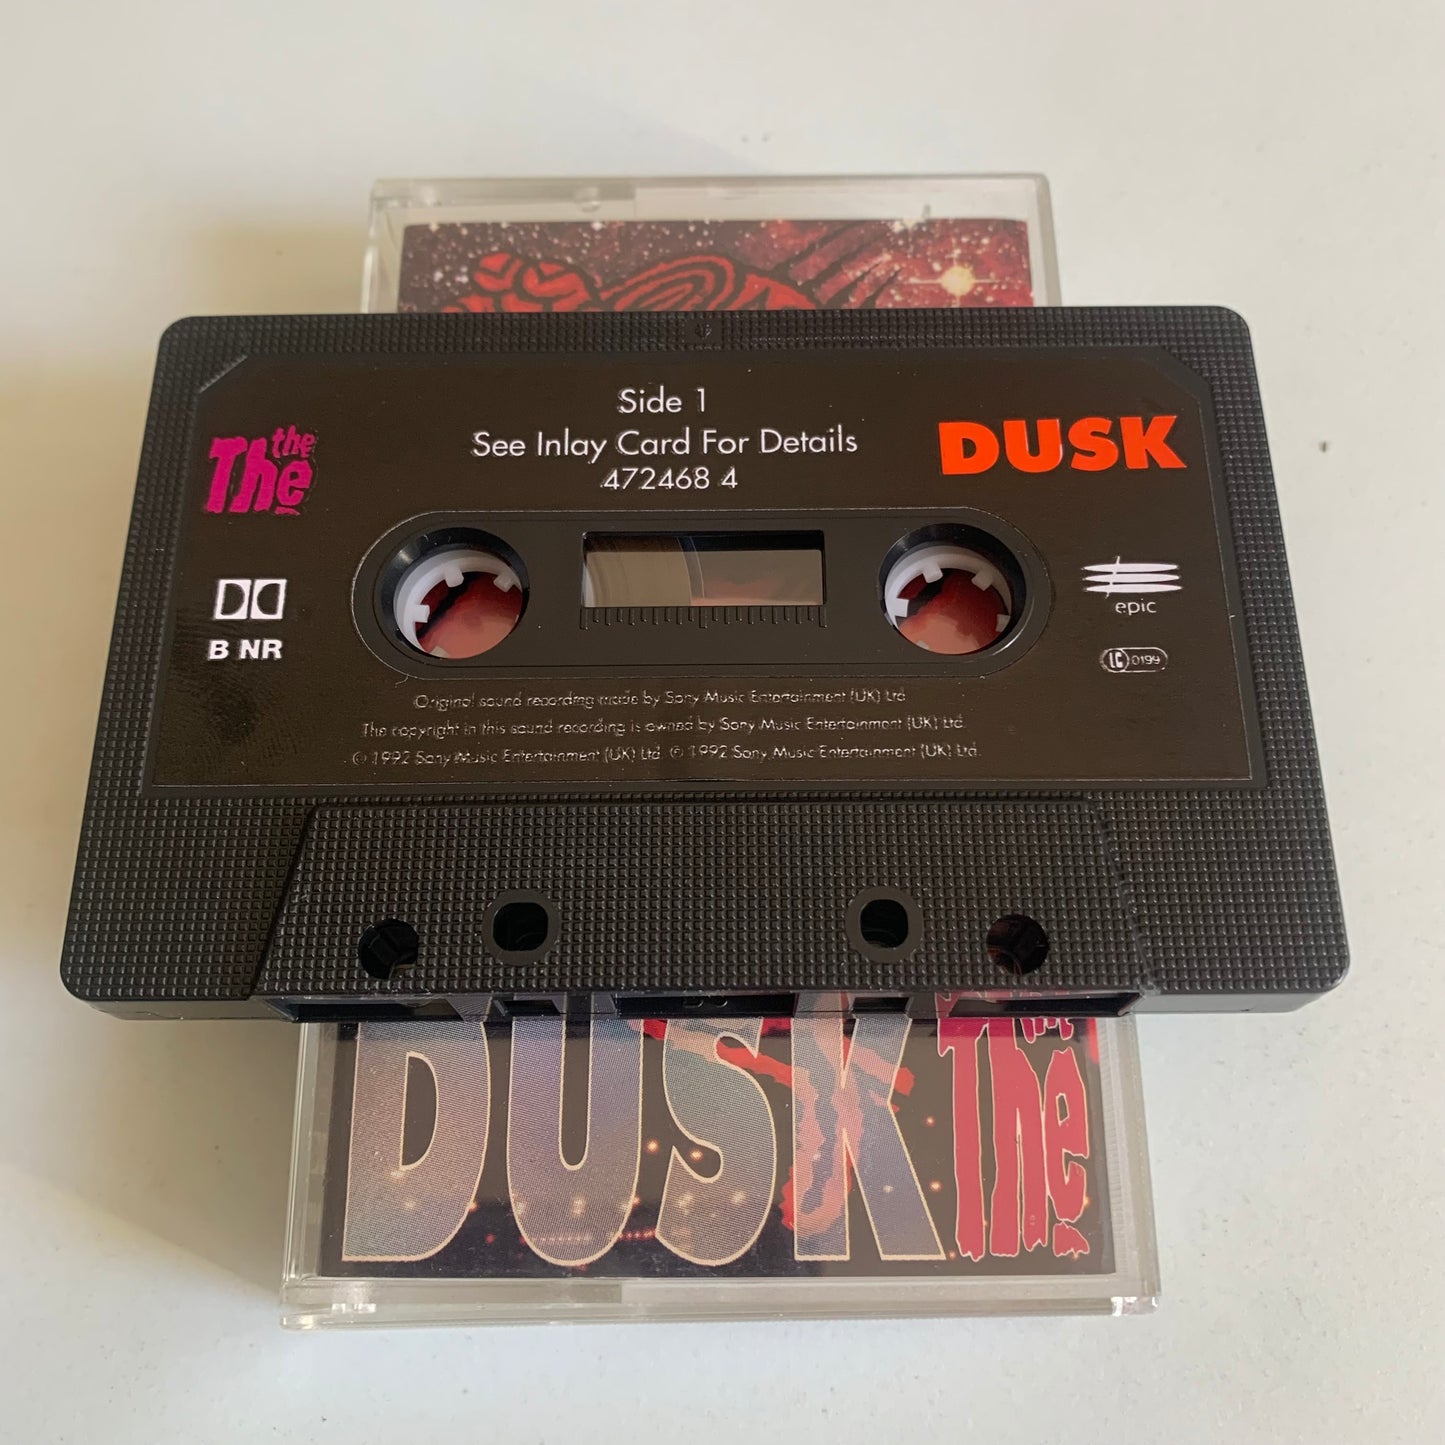 Side 1
See Inlay Card For Details
472468 4
the
The
DUSK
B NR
epic
LC 0199
Original sound recording made by Sony Music Entertainment (UK) Ltd
The copyright in this sound recording is owned by Sony Music Entertainment (UK) Ltd.
© 1992 Sony Music Entertainment (UK) Ltd. ℗ 1992 Sony Music Entertainment (UK) Ltd.
DUSK
the
The